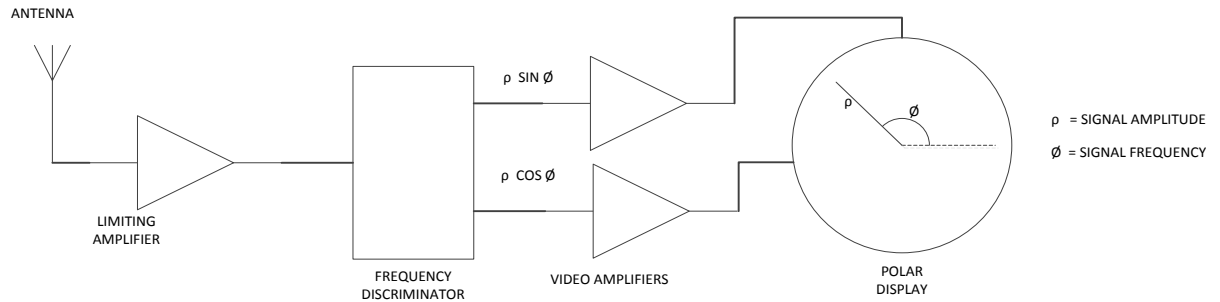 ANTENNA
LIMITING
AMPLIFIER
FREQUENCY
DISCRIMINATOR
ρ SIN Ø
ρ COS Ø
VIDEO AMPLIFIERS
ρ
Ø
POLAR
DISPLAY
ρ = SIGNAL AMPLITUDE
Ø = SIGNAL FREQUENCY